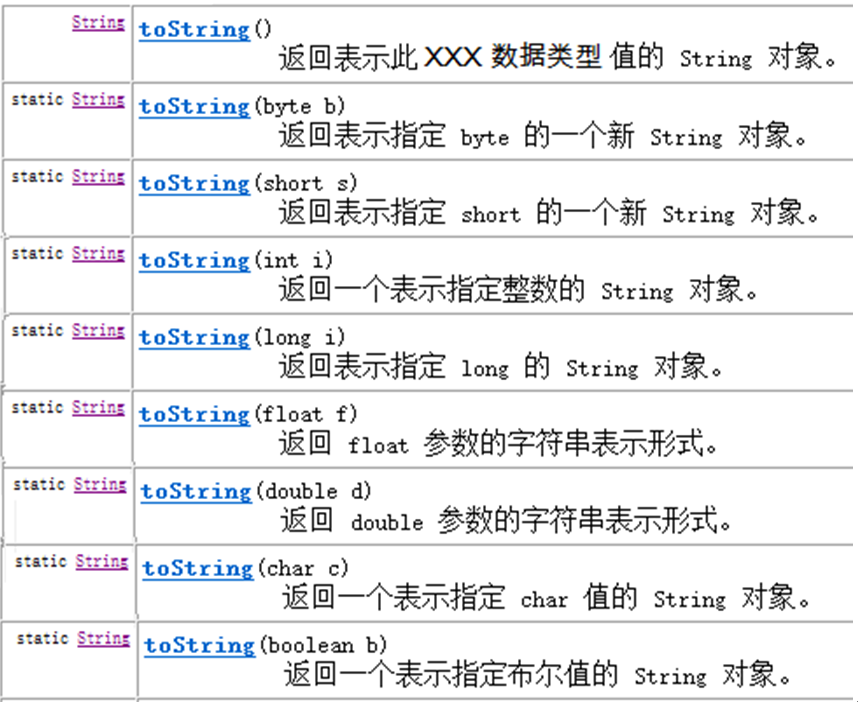 String toString()
返回表示此 XXX 数据类型 值的 String 对象。
static String toString(byte b)
返回表示指定 byte 的一个新 String 对象。
static String toString(short s)
返回表示指定 short 的一个新 String 对象。
static String toString(int i)
返回一个表示指定整数的 String 对象。
static String toString(long i)
返回表示指定 long 的 String 对象。
static String toString(float f)
返回 float 参数的字符串表示形式。
static String toString(double d)
返回 double 参数的字符串表示形式。
static String toString(char c)
返回一个表示指定 char 值的 String 对象。
static String toString(boolean b)
返回一个表示指定布尔值的 String 对象。